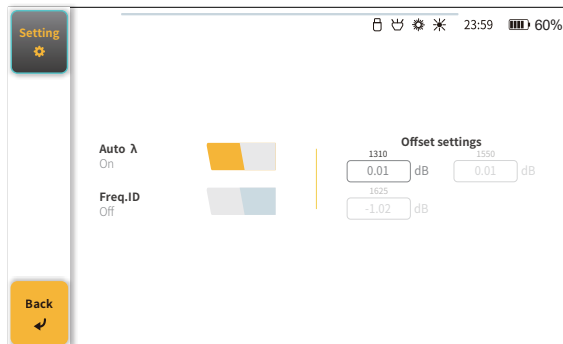 Setting
23:59
60%
Auto λ
On
Freq.ID
Off
Offset settings
1310
0.01 dB
1550
0.01 dB
1625
-1.02 dB
Back